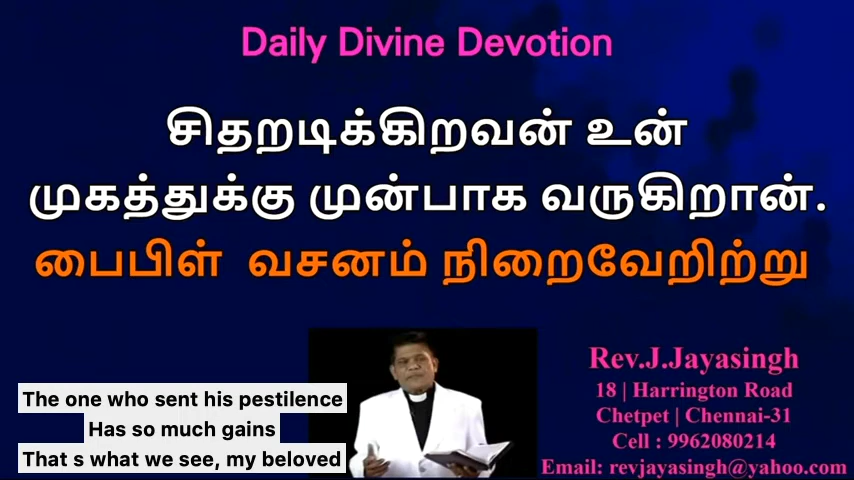 Daily Divine Devotion
சிதறடிக்கிறவன் உன்
முகத்துக்கு முன்பாக வருகிறான்.
பைபிள் வசனம் நிறைவேறிற்று
Rev.J.Jayasingh
18 | Harrington Road
Chetpet | Chennai-31
Cell : 9962080214
Email: revjayasingh@yahoo.com
The one who sent his pestilence
Has so much gains
That s what we see, my beloved